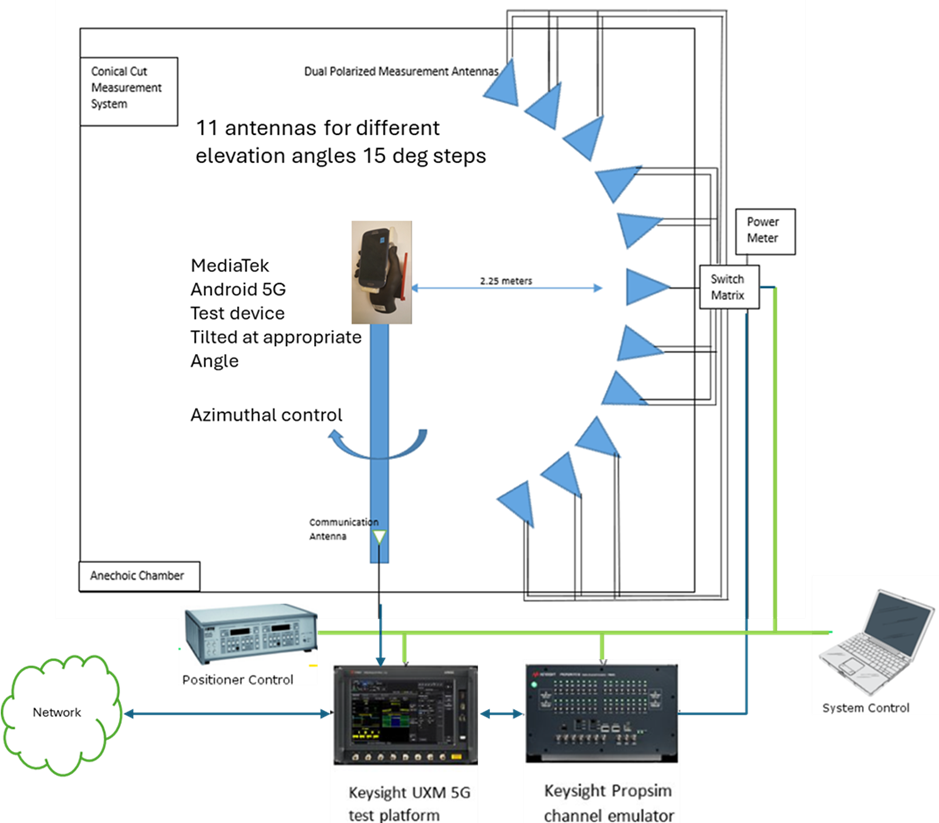 Conical Cut
Measurement
System
Dual Polarized Measurement Antennas
11 antennas for different
elevation angles 15 deg steps
Power
Meter
MediaTek
Android 5G
Test device
Tilted at appropriate
Angle
2.25 meters
Switch
Matrix
Azimuthal control
Communication
Antenna
Anechoic Chamber
Positioner Control
Network
System Control
KEYSIGHT
Keysight UXM 5G
test platform
Keysight Propsim
channel emulator